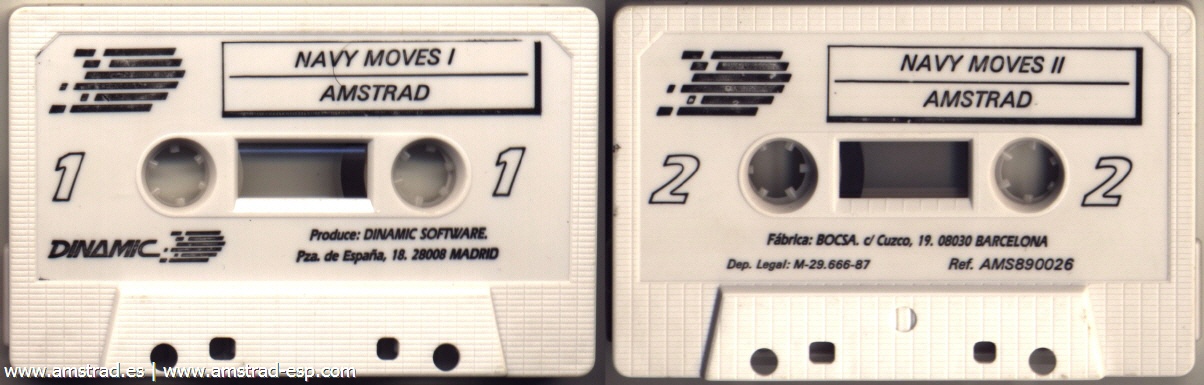 NAVY MOVES I
AMSTRAD
1 1
DINAMIC
Produce: DINAMIC SOFTWARE.
Pza. de España, 18. 28008 MADRID
NAVY MOVES II
AMSTRAD
2 2
Fábrica: BOCSA. c/ Cuzco, 19. 08030 BARCELONA
Dep. Legal: M-29.666-87 Ref. AMS890026
www.amstrad.es | www.amstrad-esp.com